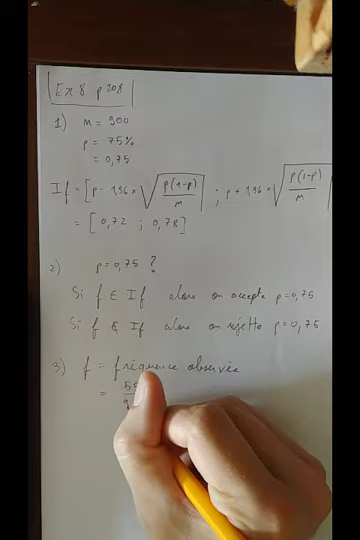 Ex 8 p 208
1) m = 900
p = 75%
= 0,75
If = [p - 1,96 × √(p(1-p)/m) ; p + 1,96 × √(p(1-p)/m)
= [0,72 ; 0,78]
2) p = 0,75 ?
Si f ∈ If alors on accepte p = 0,75
Si f ∉ If alors on rejette p = 0,75
3) f = fréquence observée
=